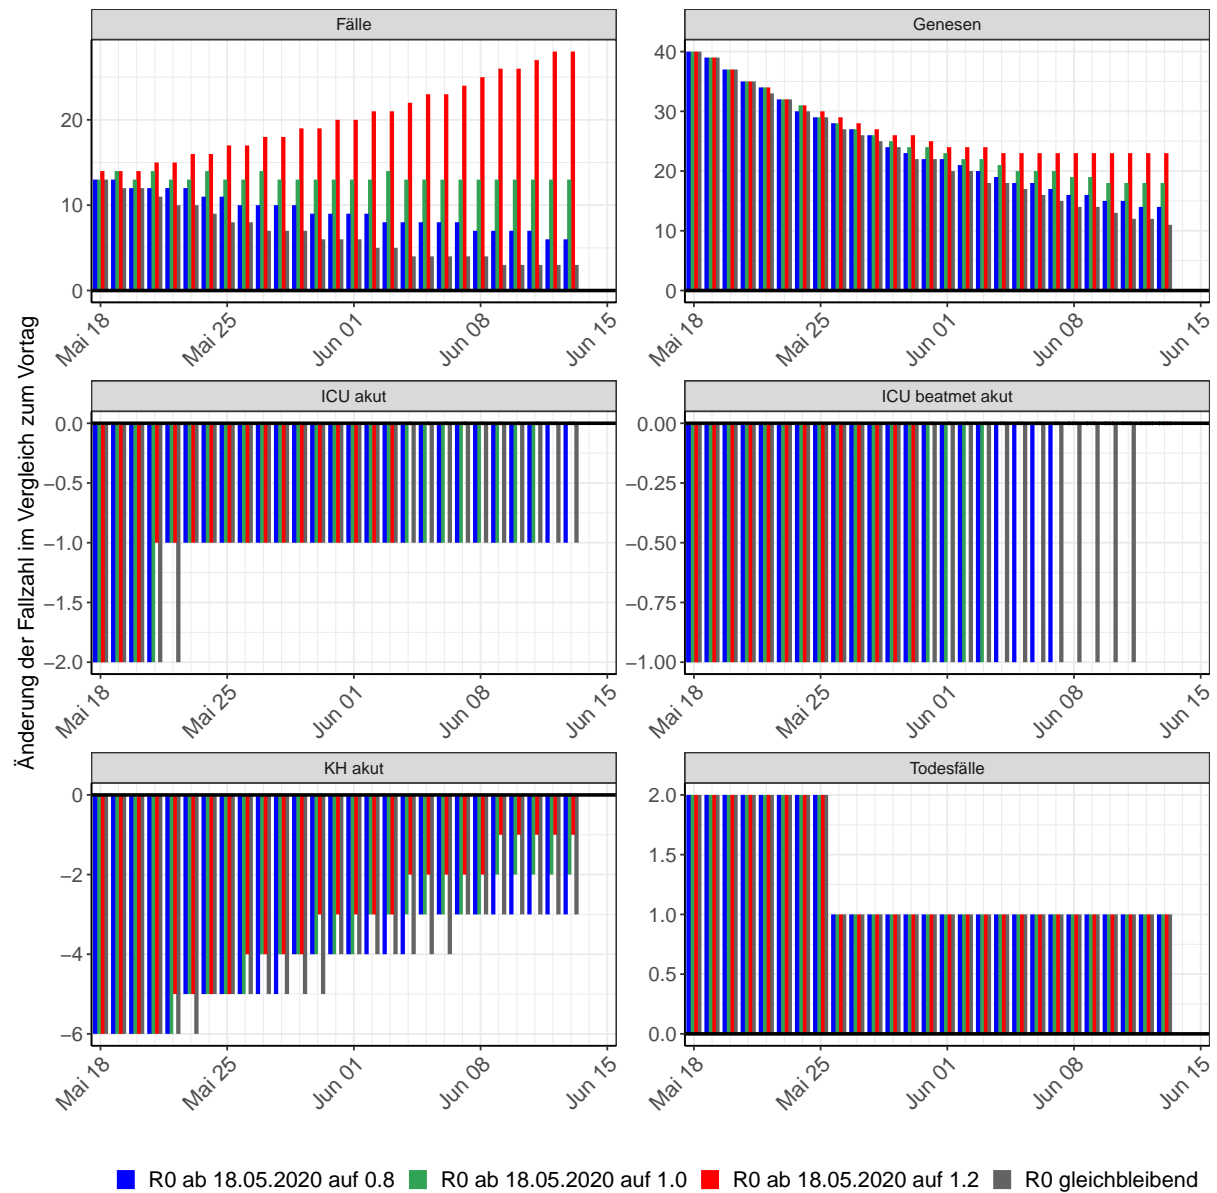 Fälle
Genesen
20
10
0
40
30
20
10
0
Mai 18
Mai 25
Jun 01
Jun 08
Jun 15
Mai 18
Mai 25
Jun 01
Jun 08
Jun 15
Änderung der Fallzahl im Vergleich zum Vortag
ICU akut
ICU beatmet akut
0.0
−0.5
−1.0
−1.5
−2.0
0.00
−0.25
−0.50
−0.75
−1.00
Mai 18
Mai 25
Jun 01
Jun 08
Jun 15
Mai 18
Mai 25
Jun 01
Jun 08
Jun 15
KH akut
Todesfälle
0
−2
−4
−6
2.0
1.5
1.0
0.5
0.0
Mai 18
Mai 25
Jun 01
Jun 08
Jun 15
Mai 18
Mai 25
Jun 01
Jun 08
Jun 15
R0 ab 18.05.2020 auf 0.8
R0 ab 18.05.2020 auf 1.0
R0 ab 18.05.2020 auf 1.2
R0 gleichbleibend